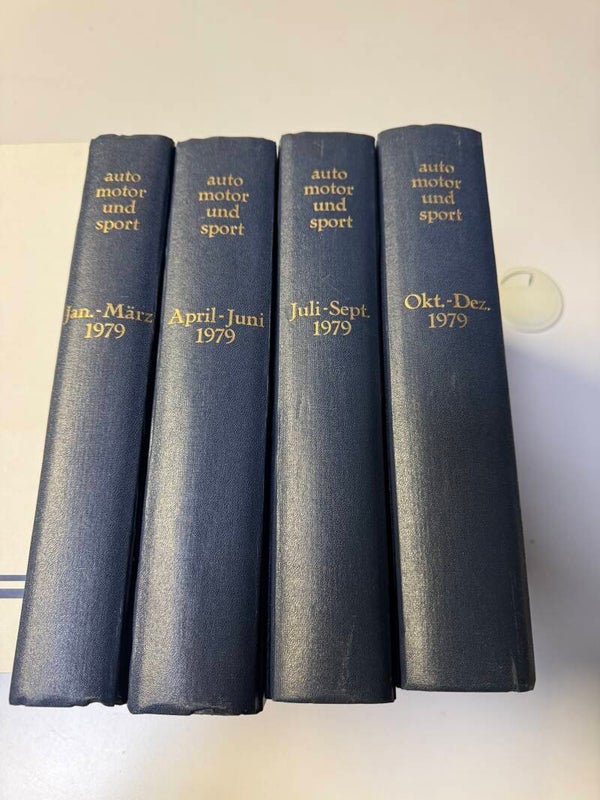 auto
motor
und
sport
Jan.-März
1979
auto
motor
und
sport
April-Juni
1979
auto
motor
und
sport
Juli-Sept.
1979
auto
motor
und
sport
Okt.-Dez.
1979